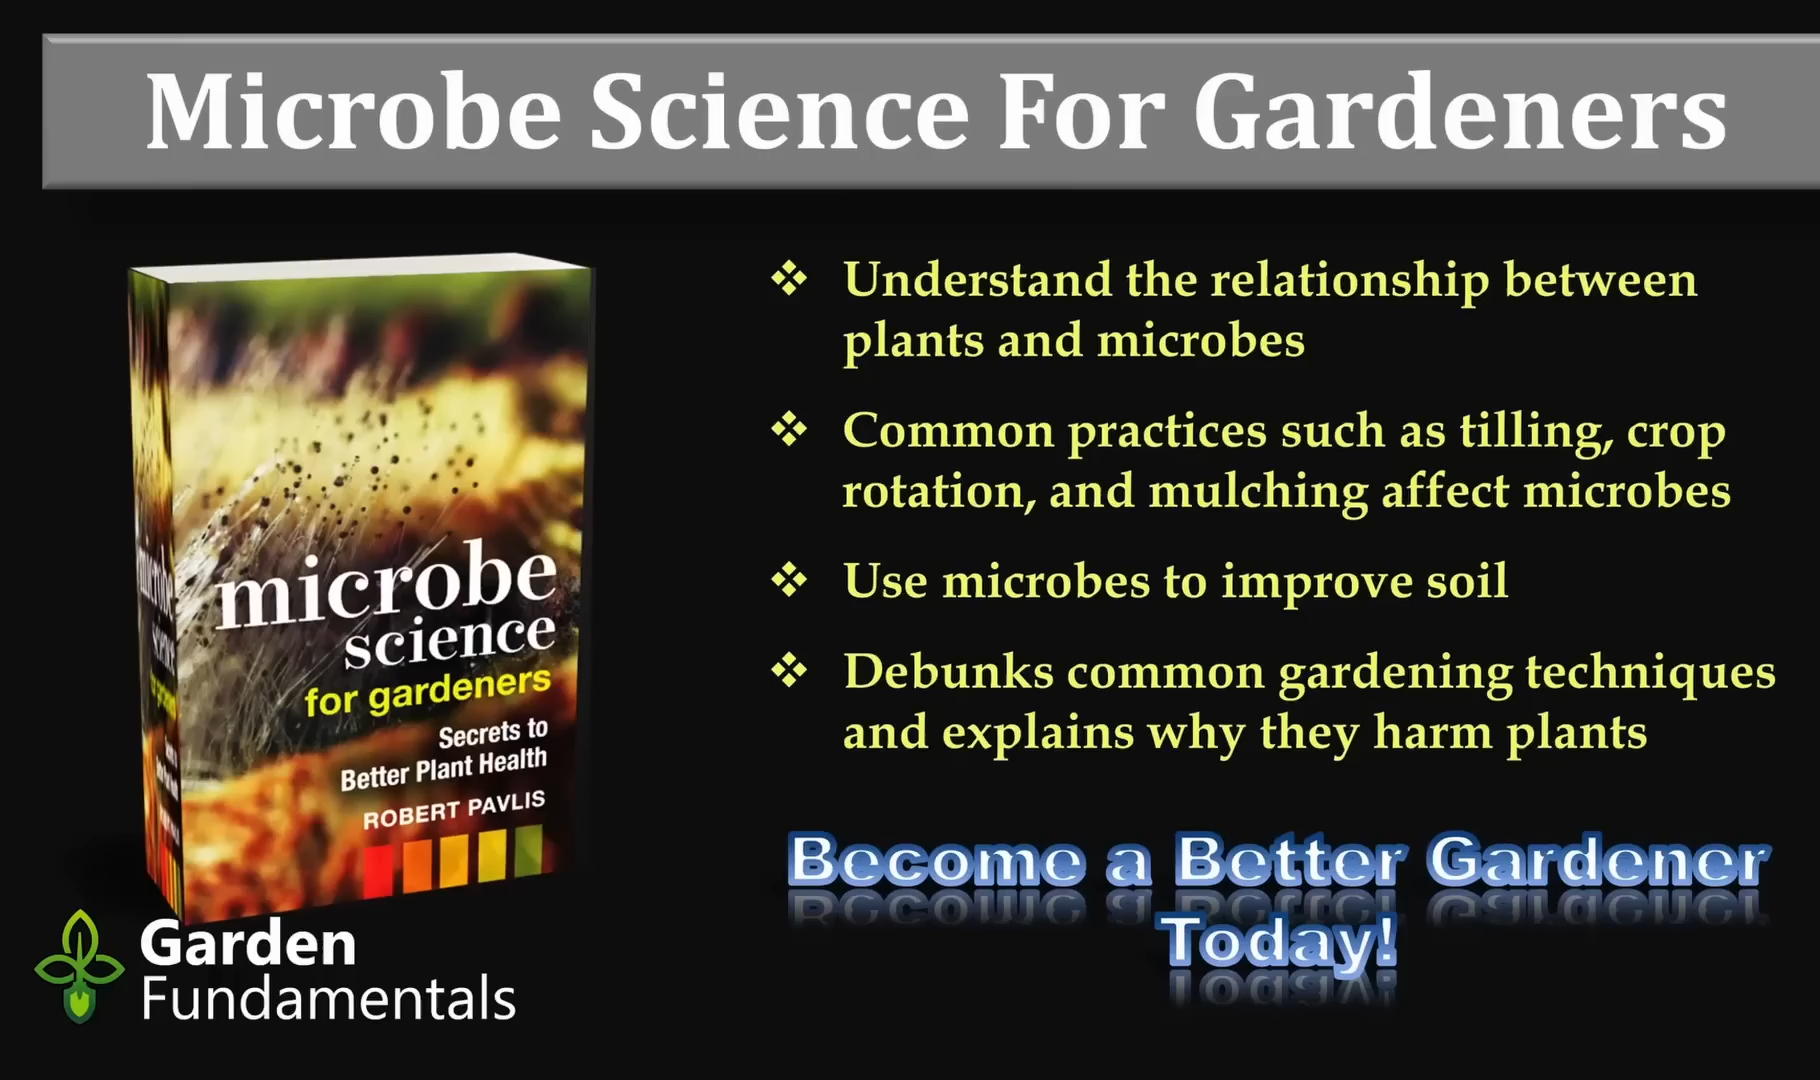 Microbe Science For Gardeners
Understand the relationship between
plants and microbes
Common practices such as tilling, crop
rotation, and mulching affect microbes
Use microbes to improve soil
Debunks common gardening techniques
and explains why they harm plants
Become a Better Gardener
Today!
microbe
science
for gardeners
Secrets to
Better Plant Health
ROBERT PAVLIS
Garden
Fundamentals